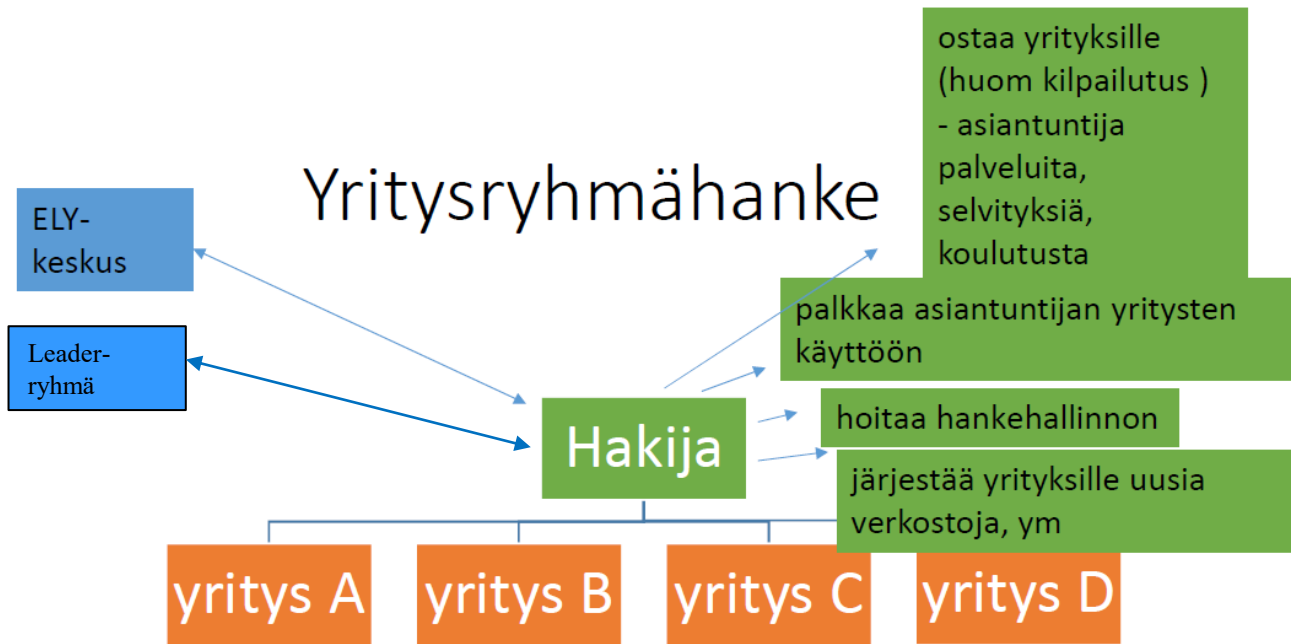 ostaa yrityksille
(huom kilpailutus )
- asiantuntija
palveluita,
selvityksiä,
koulutusta
Yritysryhmähanke
ELY-
keskus
palkkaa asiantuntijan yritysten
käyttöön
Leader-
ryhmä
hoitaa hankehallinnon
Hakija
järjestää yrityksille uusia
verkostoja, ym
yritys A
yritys B
yritys C
yritys D